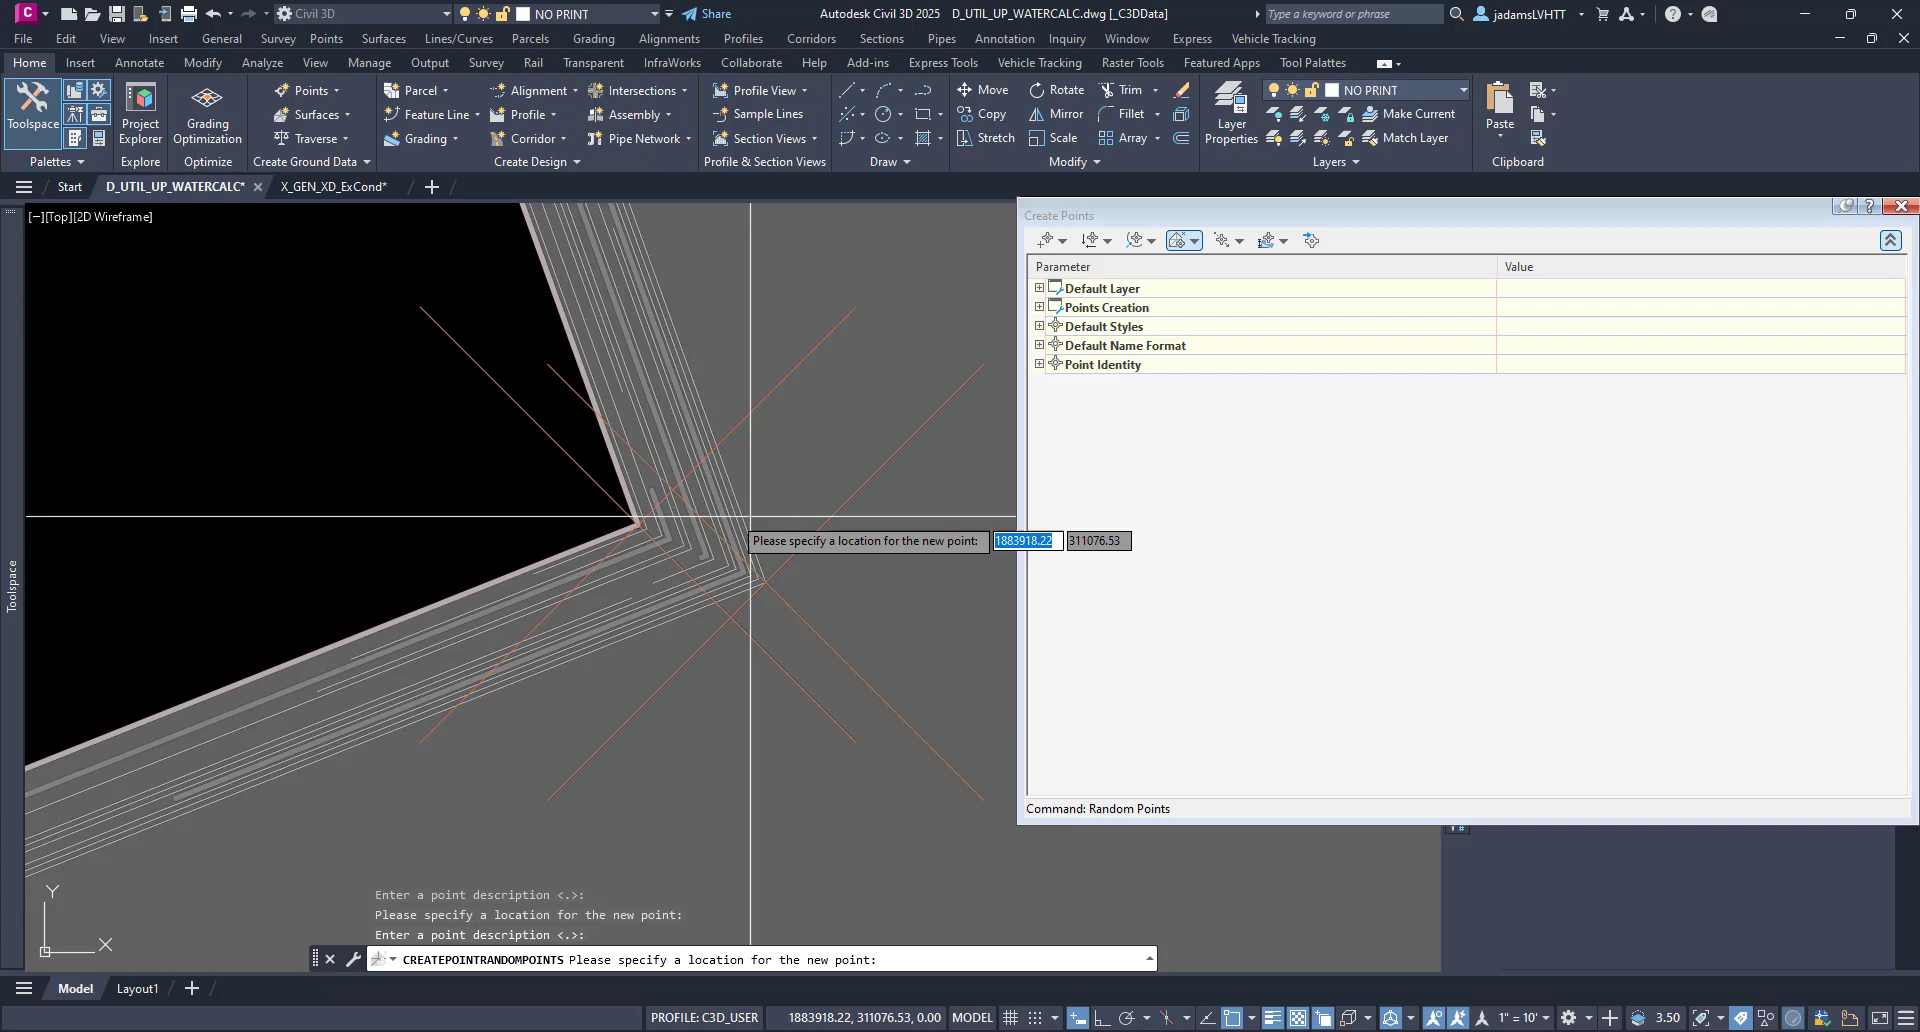 C
Civil 3D
NO PRINT
Share
Autodesk Civil 3D 2025 D_UTIL_UP_WATERCALC.dwg [_C3DData]
Type a keyword or phrase
jadamsLVHTT
File Edit View Insert General Survey Points Surfaces Lines/Curves Parcels Grading Alignments Profiles Corridors Sections Pipes Annotation Inquiry Window Express Vehicle Tracking
Home Insert Annotate Modify Analyze View Manage Output Survey Rail Transparent InfraWorks Collaborate Help Add-ins Express Tools Vehicle Tracking Raster Tools Featured Apps Tool Palettes
Points Parcel Alignment Intersections Profile View Move Rotate Trim NO PRINT
Surfaces Feature Line Profile Assembly Sample Lines Copy Mirror Fillet Make Current
Toolspace Project Explorer Grading Optimization Layer Properties Paste
Traverse Grading Corridor Pipe Network Section Views Stretch Scale Array Match Layer
Palettes Explore Optimize Create Ground Data Create Design Profile & Section Views Draw Modify Layers Clipboard
Start D_UTIL_UP_WATERCALC* X_GEN_XD_ExCond*
[−][Top][2D Wireframe]
Create Points
Parameter Value
Default Layer
Points Creation
Default Styles
Default Name Format
Point Identity
Please specify a location for the new point: 1883918.22 311076.53
Toolspace
Command: Random Points
Y
X
Enter a point description <.>:
Please specify a location for the new point:
Enter a point description <.>:
CREATEPOINTRANDOMPOINTS Please specify a location for the new point:
Model Layout1
PROFILE: C3D_USER 1883918.22, 311076.53, 0.00 MODEL 1" = 10' 3.50